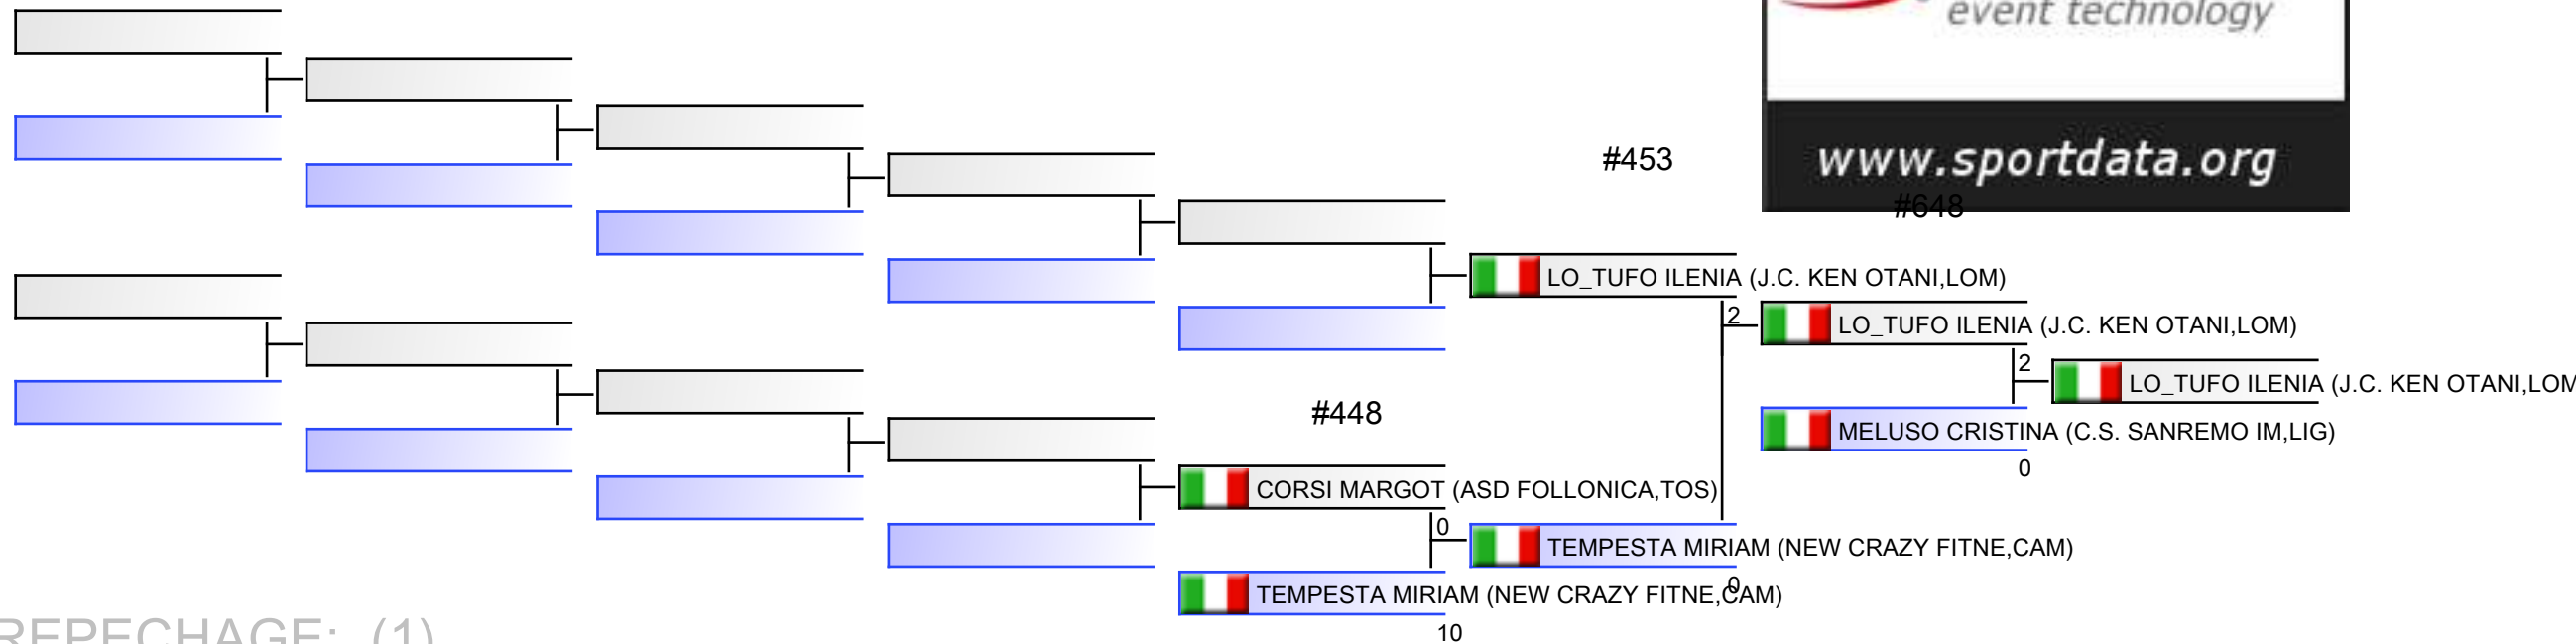 event technology
www.sportdata.org
#453
#648
LO_TUFO ILENIA (J.C. KEN OTANI,LOM)
2
LO_TUFO ILENIA (J.C. KEN OTANI,LOM)
2
LO_TUFO ILENIA (J.C. KEN OTANI,LOM
#448
MELUSO CRISTINA (C.S. SANREMO IM,LIG)
0
CORSI MARGOT (ASD FOLLONICA,TOS)
0
TEMPESTA MIRIAM (NEW CRAZY FITNE,CAM)
0
TEMPESTA MIRIAM (NEW CRAZY FITNE,CAM)
10
REPECHAGE: (1)